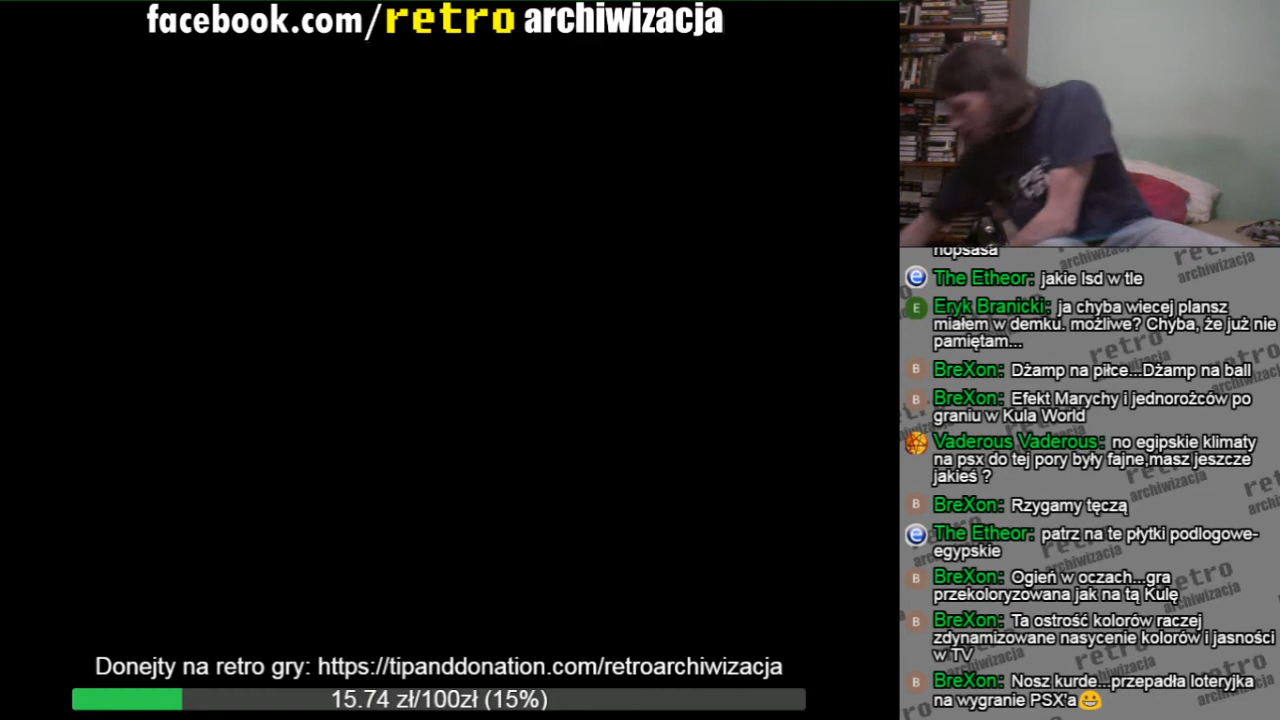 facebook.com/retro archiwizacja
hopsasa
The Etheor: jakie lsd w tle
Eryk Branicki: ja chyba wiecej plansz
miałem w demku. możliwe? Chyba, że już nie
pamiętam...
BreXon: Dżamp na piłce...Dżamp na ball
BreXon: Efekt Marychy i jednorożców po
graniu w Kula World
Vaderous Vaderous: no egipskie klimaty
na psx do tej pory były fajne,masz jeszcze
jakieś ?
BreXon: Rzygamy tęczą
The Etheor: patrz na te płytki podlogowe-
egypskie
BreXon: Ogień w oczach...gra
przekoloryzowana jak na tą Kulę
BreXon: Ta ostrość kolorów raczej
zdynamizowane nasycenie kolorów i jasności
w TV
BreXon: Nosz kurde...przepadła loteryjka
na wygranie PSX'a😀
Donejty na retro gry: https://tipanddonation.com/retroarchiwizacja
15.74 zł/100zł (15%)
retro
archiwizacja